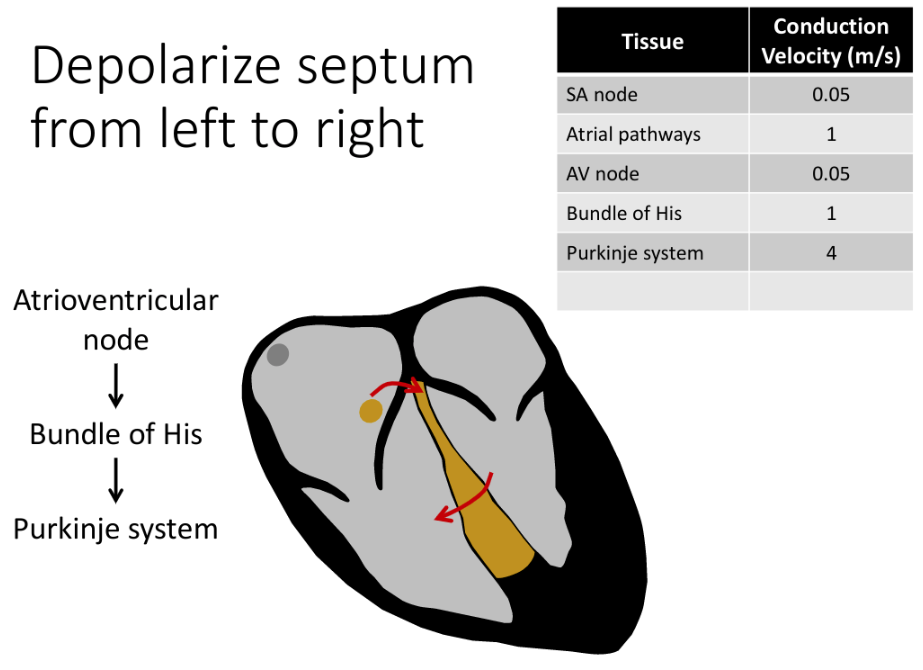 Depolarize septum
from left to right
Tissue Conduction
Velocity (m/s)
SA node 0.05
Atrial pathways 1
AV node 0.05
Bundle of His 1
Purkinje system 4
Atrioventricular
node
Bundle of His
Purkinje system